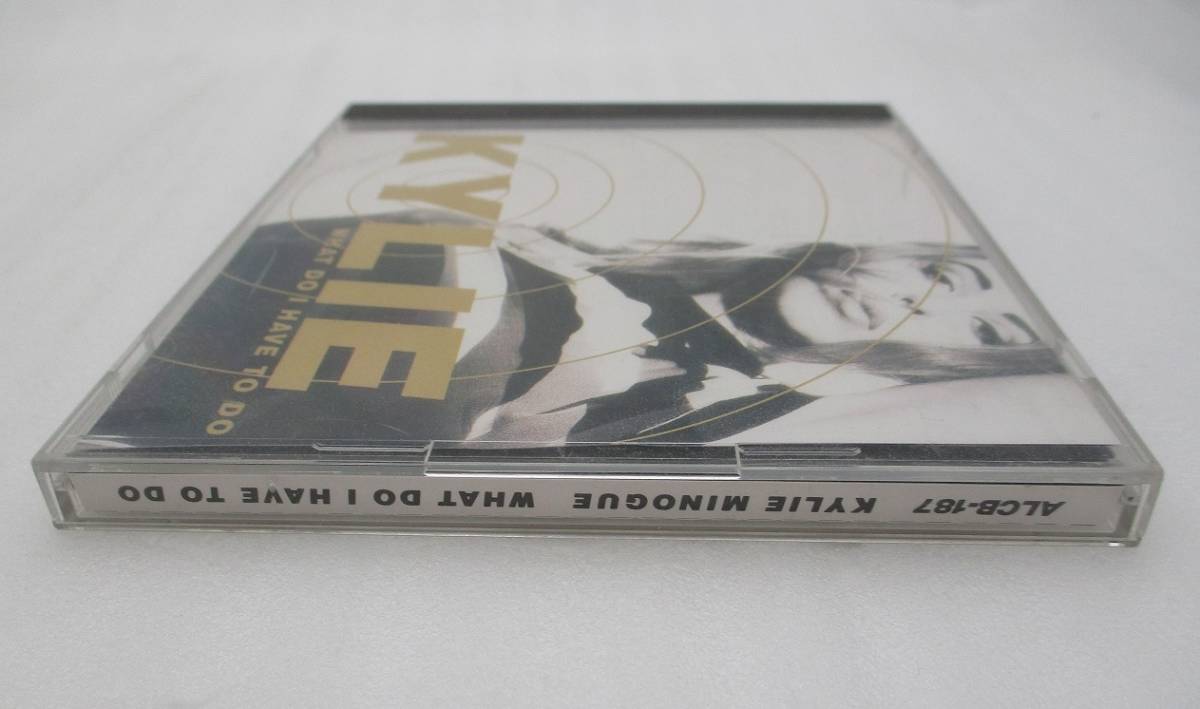 KYLIE
WHAT DO I HAVE TO DO
ALCB-187 KYLIE MINOGUE WHAT DO I HAVE TO DO